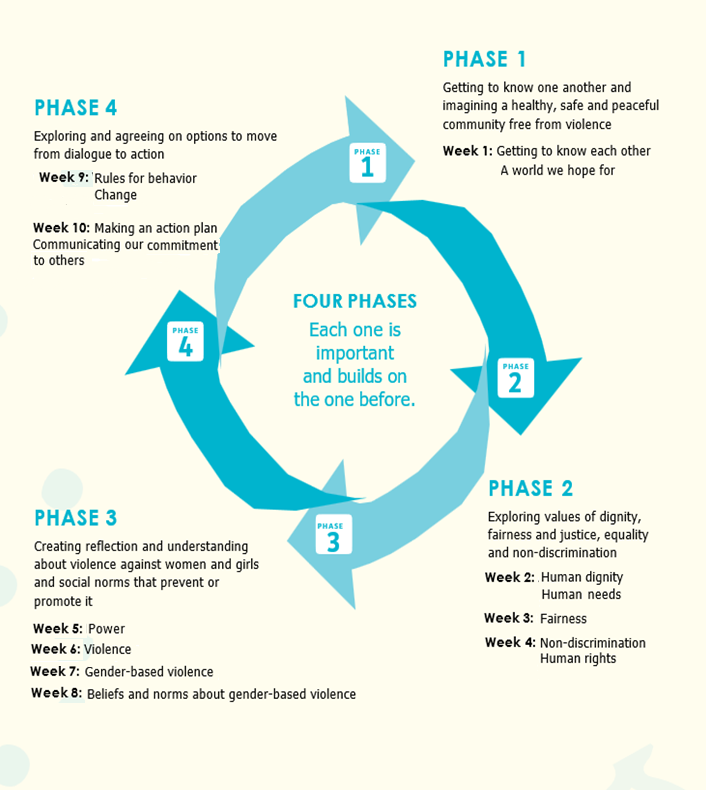 PHASE 1
Getting to know one another and
imagining a healthy, safe and peaceful
community free from violence
Week 1: Getting to know each other
A world we hope for
PHASE 4
Exploring and agreeing on options to move
from dialogue to action
Week 9: Rules for behavior
Change
Week 10: Making an action plan
Communicating our commitment
to others
PHASE
1
FOUR PHASES
Each one is
important
and builds on
the one before.
PHASE
4
PHASE
2
PHASE
3
PHASE 2
Exploring values of dignity,
fairness and justice, equality
and non-discrimination
Week 2: Human dignity
Human needs
Week 3: Fairness
Week 4: Non-discrimination
Human rights
PHASE 3
Creating reflection and understanding
about violence against women and girls
and social norms that prevent or
promote it
Week 5: Power
Week 6: Violence
Week 7: Gender-based violence
Week 8: Beliefs and norms about gender-based violence